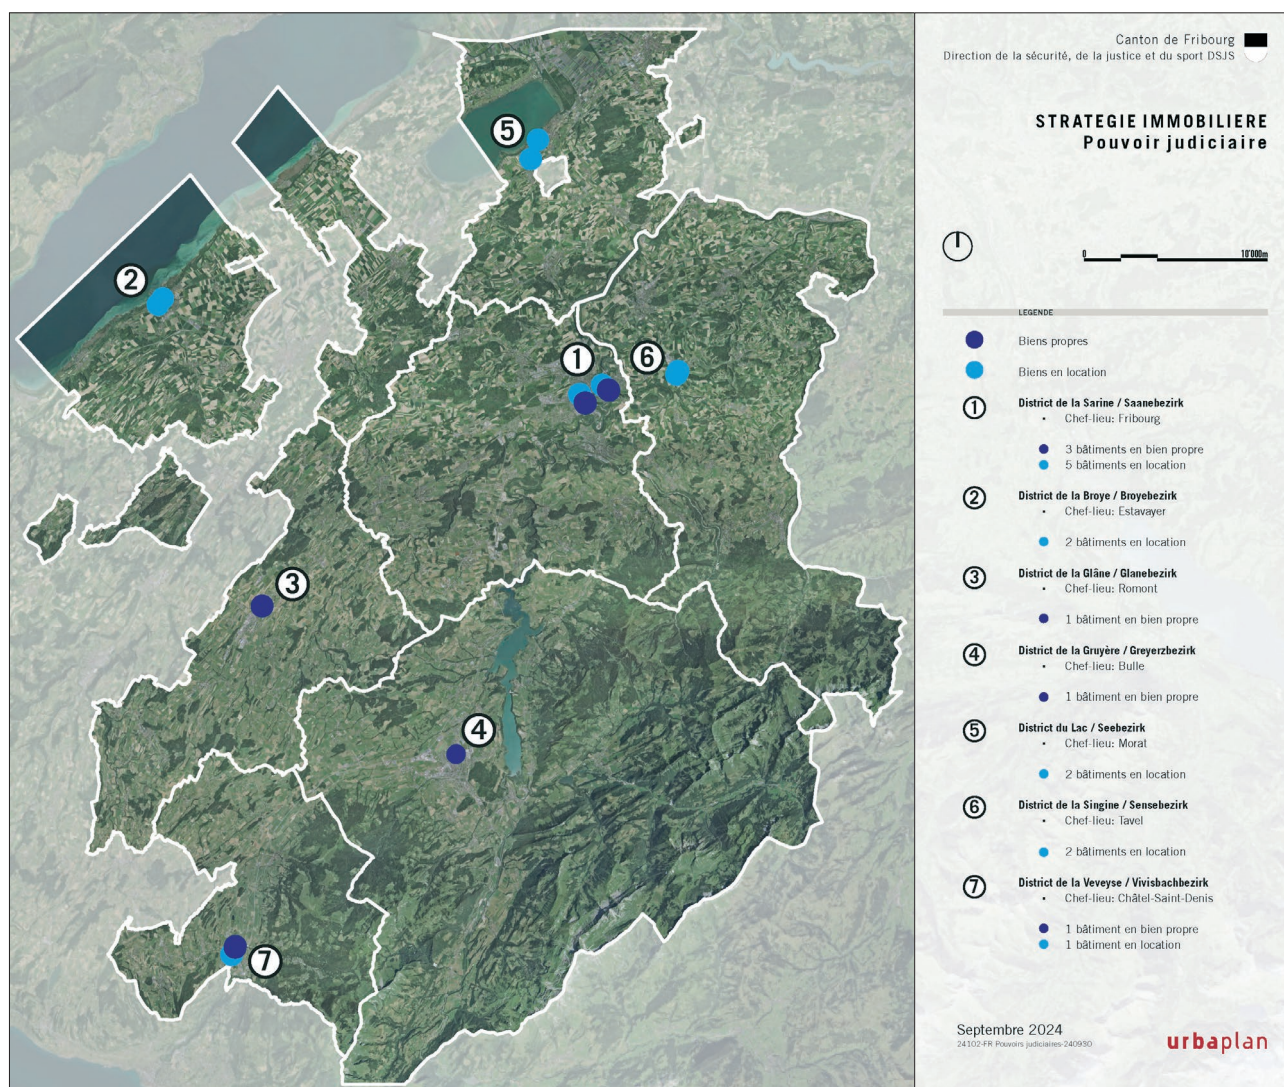 Canton de Fribourg
Direction de la sécurité, de la justice et du sport DSJS
STRATEGIE IMMOBILIERE
Pouvoir judiciaire
0 10'000m
LEGENDE
Biens propres
Biens en location
1 District de la Sarine / Saanebezirk
• Chef-lieu: Fribourg
3 bâtiments en bien propre
5 bâtiments en location
2 District de la Broye / Broyebezirk
• Chef-lieu: Estavayer
2 bâtiments en location
3 District de la Glâne / Glanebezirk
• Chef-lieu: Romont
1 bâtiment en bien propre
4 District de la Gruyère / Greyerzbezirk
• Chef-lieu: Bulle
1 bâtiment en bien propre
5 District du Lac / Seebezirk
• Chef-lieu: Morat
2 bâtiments en location
6 District de la Singine / Sensebezirk
• Chef-lieu: Tavel
2 bâtiments en location
7 District de la Veveyse / Vivisbachbezirk
• Chef-lieu: Châtel-Saint-Denis
1 bâtiment en bien propre
1 bâtiment en location
Septembre 2024
24102-FR Pouvoirs judiciaires-240930
urbaplan
5
2
1
6
3
4
7